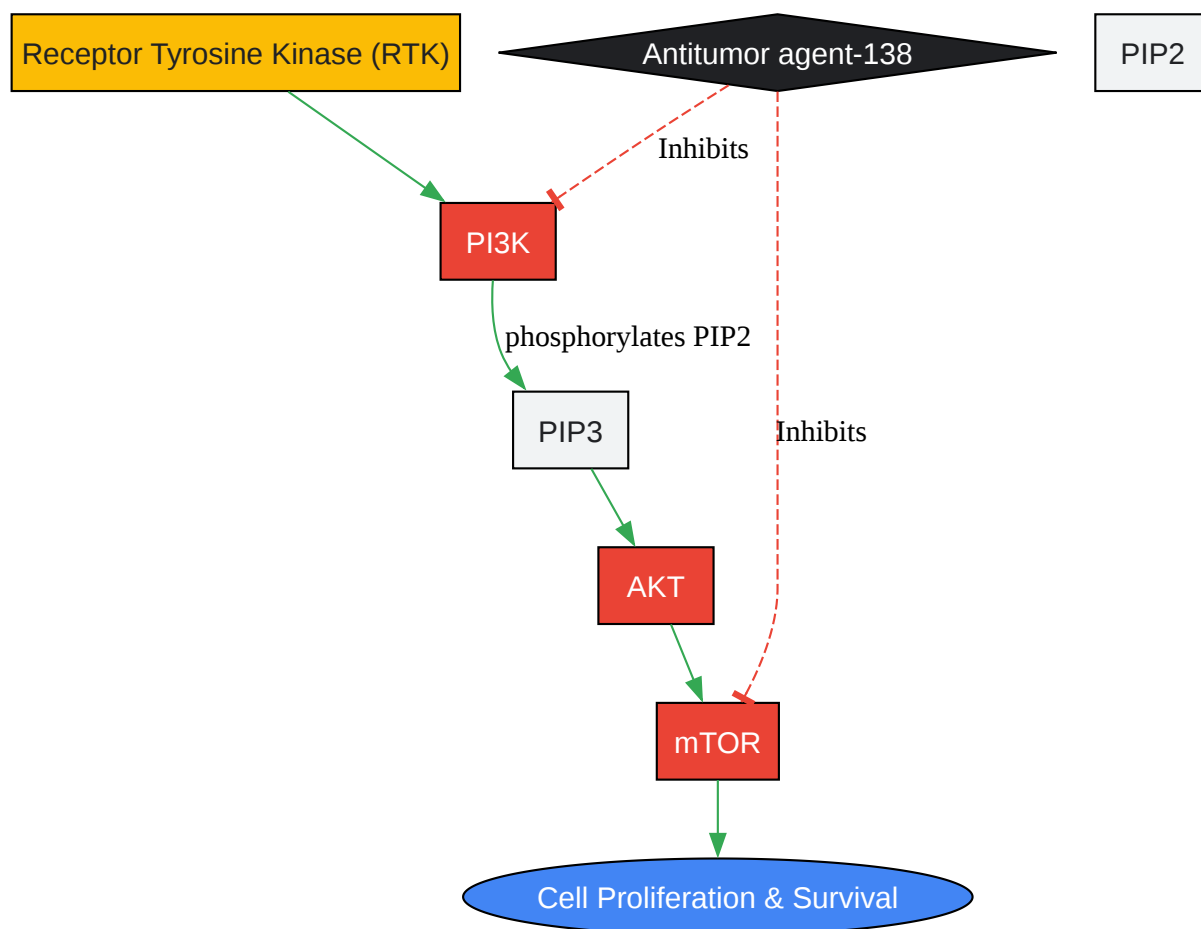 Receptor Tyrosine Kinase (RTK)
Antitumor agent-138
PIP2
Inhibits
PI3K
phosphorylates PIP2
PIP3
Inhibits
AKT
mTOR
Cell Proliferation & Survival